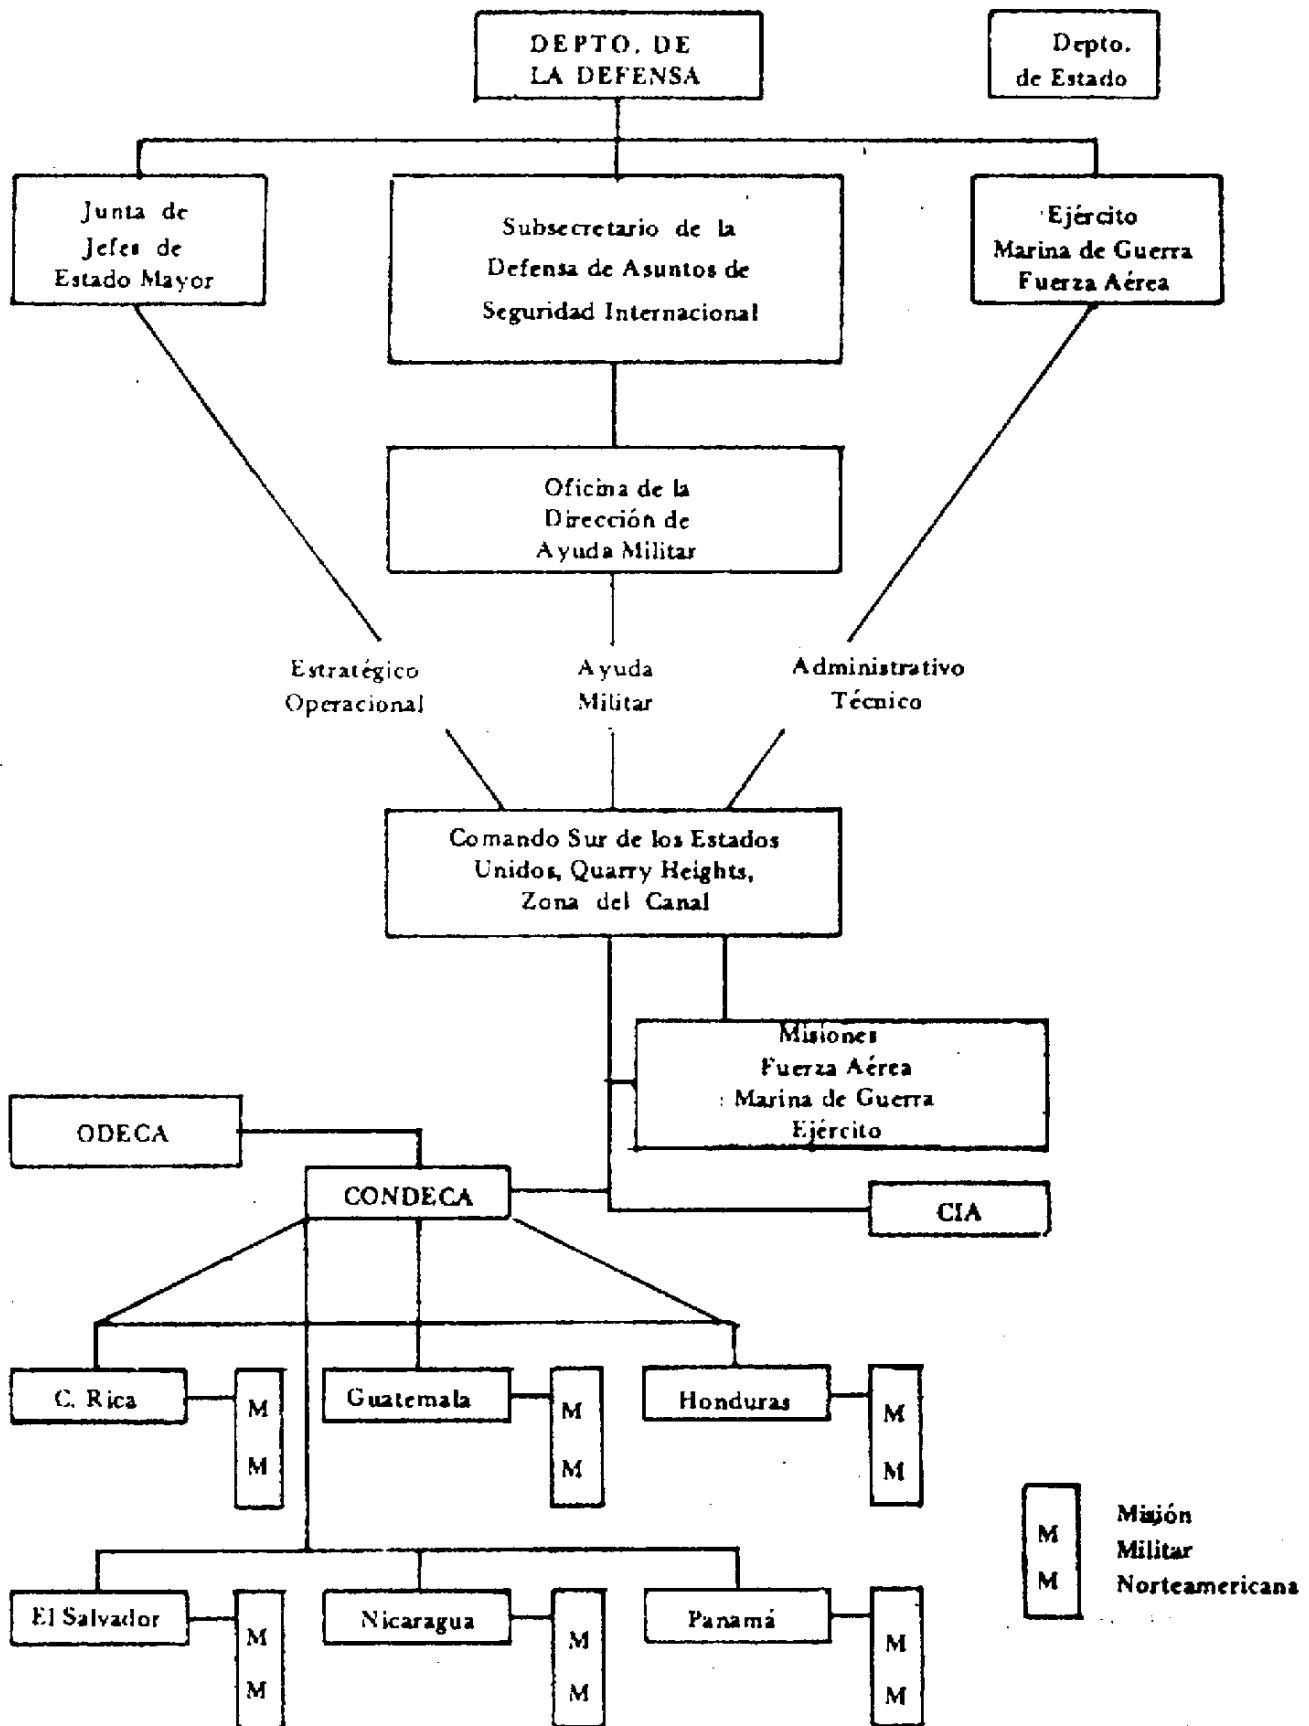 DEPTO. DE
LA DEFENSA
Depto.
de Estado
Junta de
Jefes de
Estado Mayor
Subsecretario de la
Defensa de Asuntos de
Seguridad Internacional
Ejército
Marina de Guerra
Fuerza Aérea
Oficina de la
Dirección de
Ayuda Militar
Estratégico
Operacional
Ayuda
Militar
Administrativo
Técnico
Comando Sur de los Estados
Unidos, Quarry Heights,
Zona del Canal
Misiones
Fuerza Aérea
Marina de Guerra
Ejército
ODECA
CONDECA
CIA
C. Rica
M
M
Guatemala
M
M
Honduras
M
M
El Salvador
M
M
Nicaragua
M
M
Panamá
M
M
M
M
Misión
Militar
Norteamericana